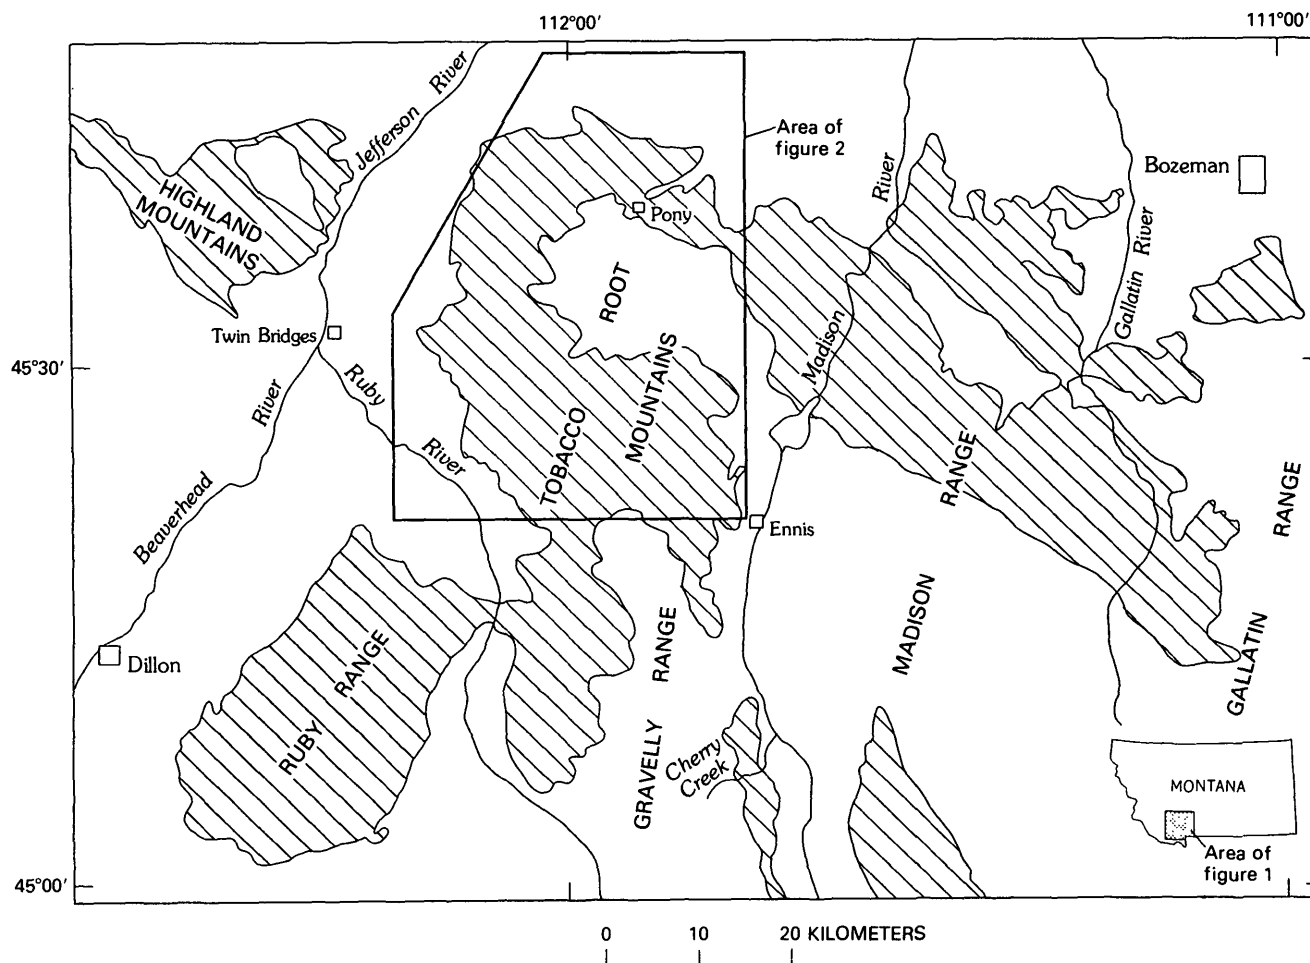 112°00'
111°00'
Jefferson River
Area of
figure 2
River
Bozeman
HIGHLAND
MOUNTAINS
Pony
Gallatin River
ROOT
Twin Bridges
Madison
45°30'
Ruby
MOUNTAINS
River
TOBACCO
River
RANGE
RANGE
Beaverhead
Ennis
RANGE
MADISON
RANGE
Dillon
GALLATIN
RUBY
GRAVELLY
Cherry
Creek
MONTANA
Area of
figure 1
45°00'
0 10 20 KILOMETERS